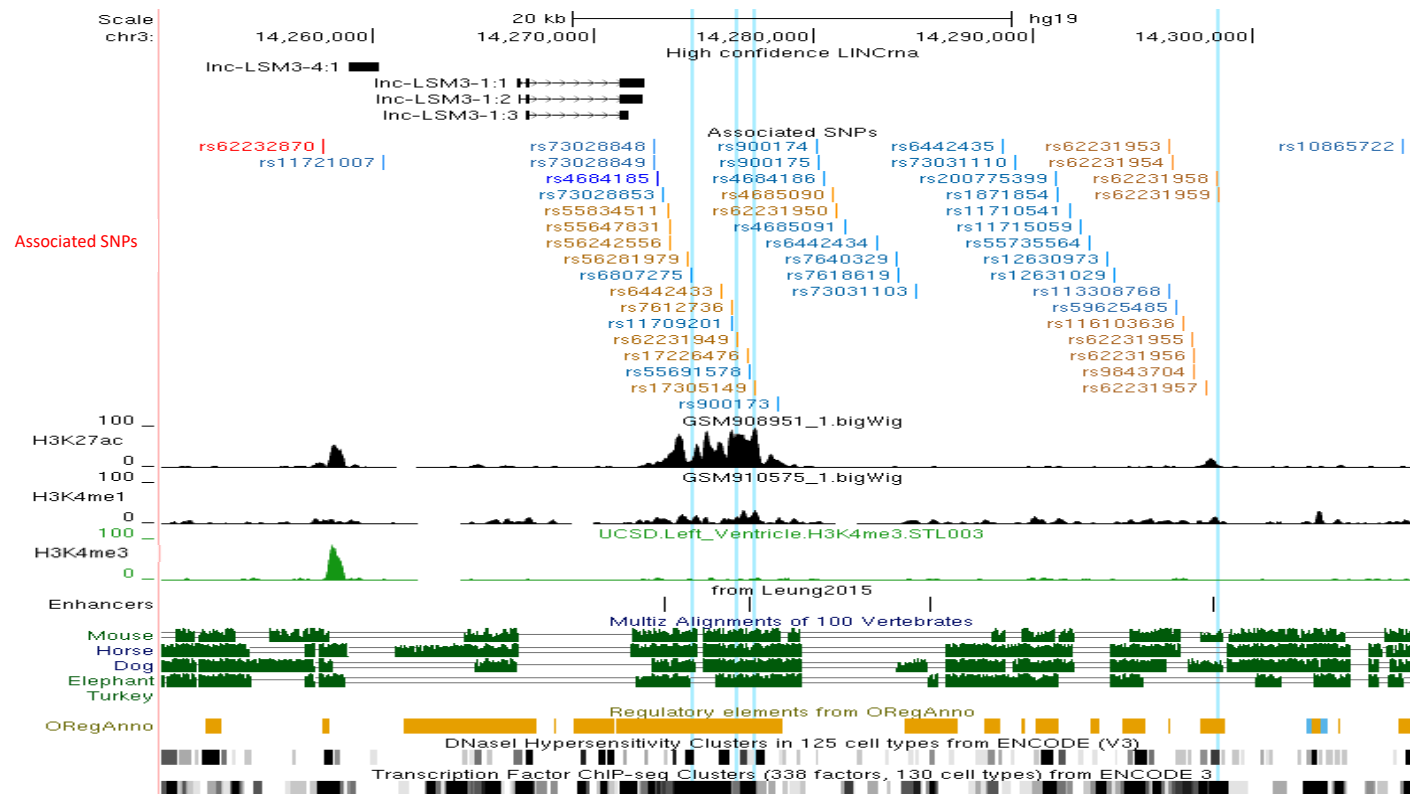 Scale 20 kb hg19
chr3: 14,260,000 14,270,000 14,280,000 14,290,000 14,300,000
High confidence LINCrna
lnc-LSM3-4:1
lnc-LSM3-1:1
lnc-LSM3-1:2
lnc-LSM3-1:3
Associated SNPs
rs62232870 rs73028848 rs900174 rs6442435 rs62231953 rs10865722
rs11721007 rs73028849 rs900175 rs73031110 rs62231954
rs4684185 rs4684186 rs200775399 rs62231958
rs73028853 rs4685090 rs1871854 rs62231959
rs55834511 rs62231950 rs11710541
rs55647831 rs4685091 rs11715059
Associated SNPs
rs56242556 rs6442434 rs55735564
rs56281979 rs7640329 rs12630973
rs6807275 rs7618619 rs12631029
rs6442433 rs73031103 rs113308768
rs7612736 rs59625485
rs11709201 rs116103636
rs62231949 rs62231955
rs17226476 rs62231956
rs55691578 rs9843704
rs17305149 rs62231957
rs900173
100 _ GSM908951_1.bigWig
H3K27ac
0 _
100 _ GSM910575_1.bigWig
H3K4me1
0 _
100 _ UCSD.Left_Ventricle.H3K4me3.STL003
H3K4me3
0 _
from Leung2015
Enhancers
Multiz Alignments of 100 Vertebrates
Mouse
Horse
Dog
Elephant
Turkey
Regulatory elements from ORegAnno
ORegAnno
DNaseI Hypersensitivity Clusters in 125 cell types from ENCODE (V3)
Transcription Factor ChIP-seq Clusters (338 factors, 130 cell types) from ENCODE 3